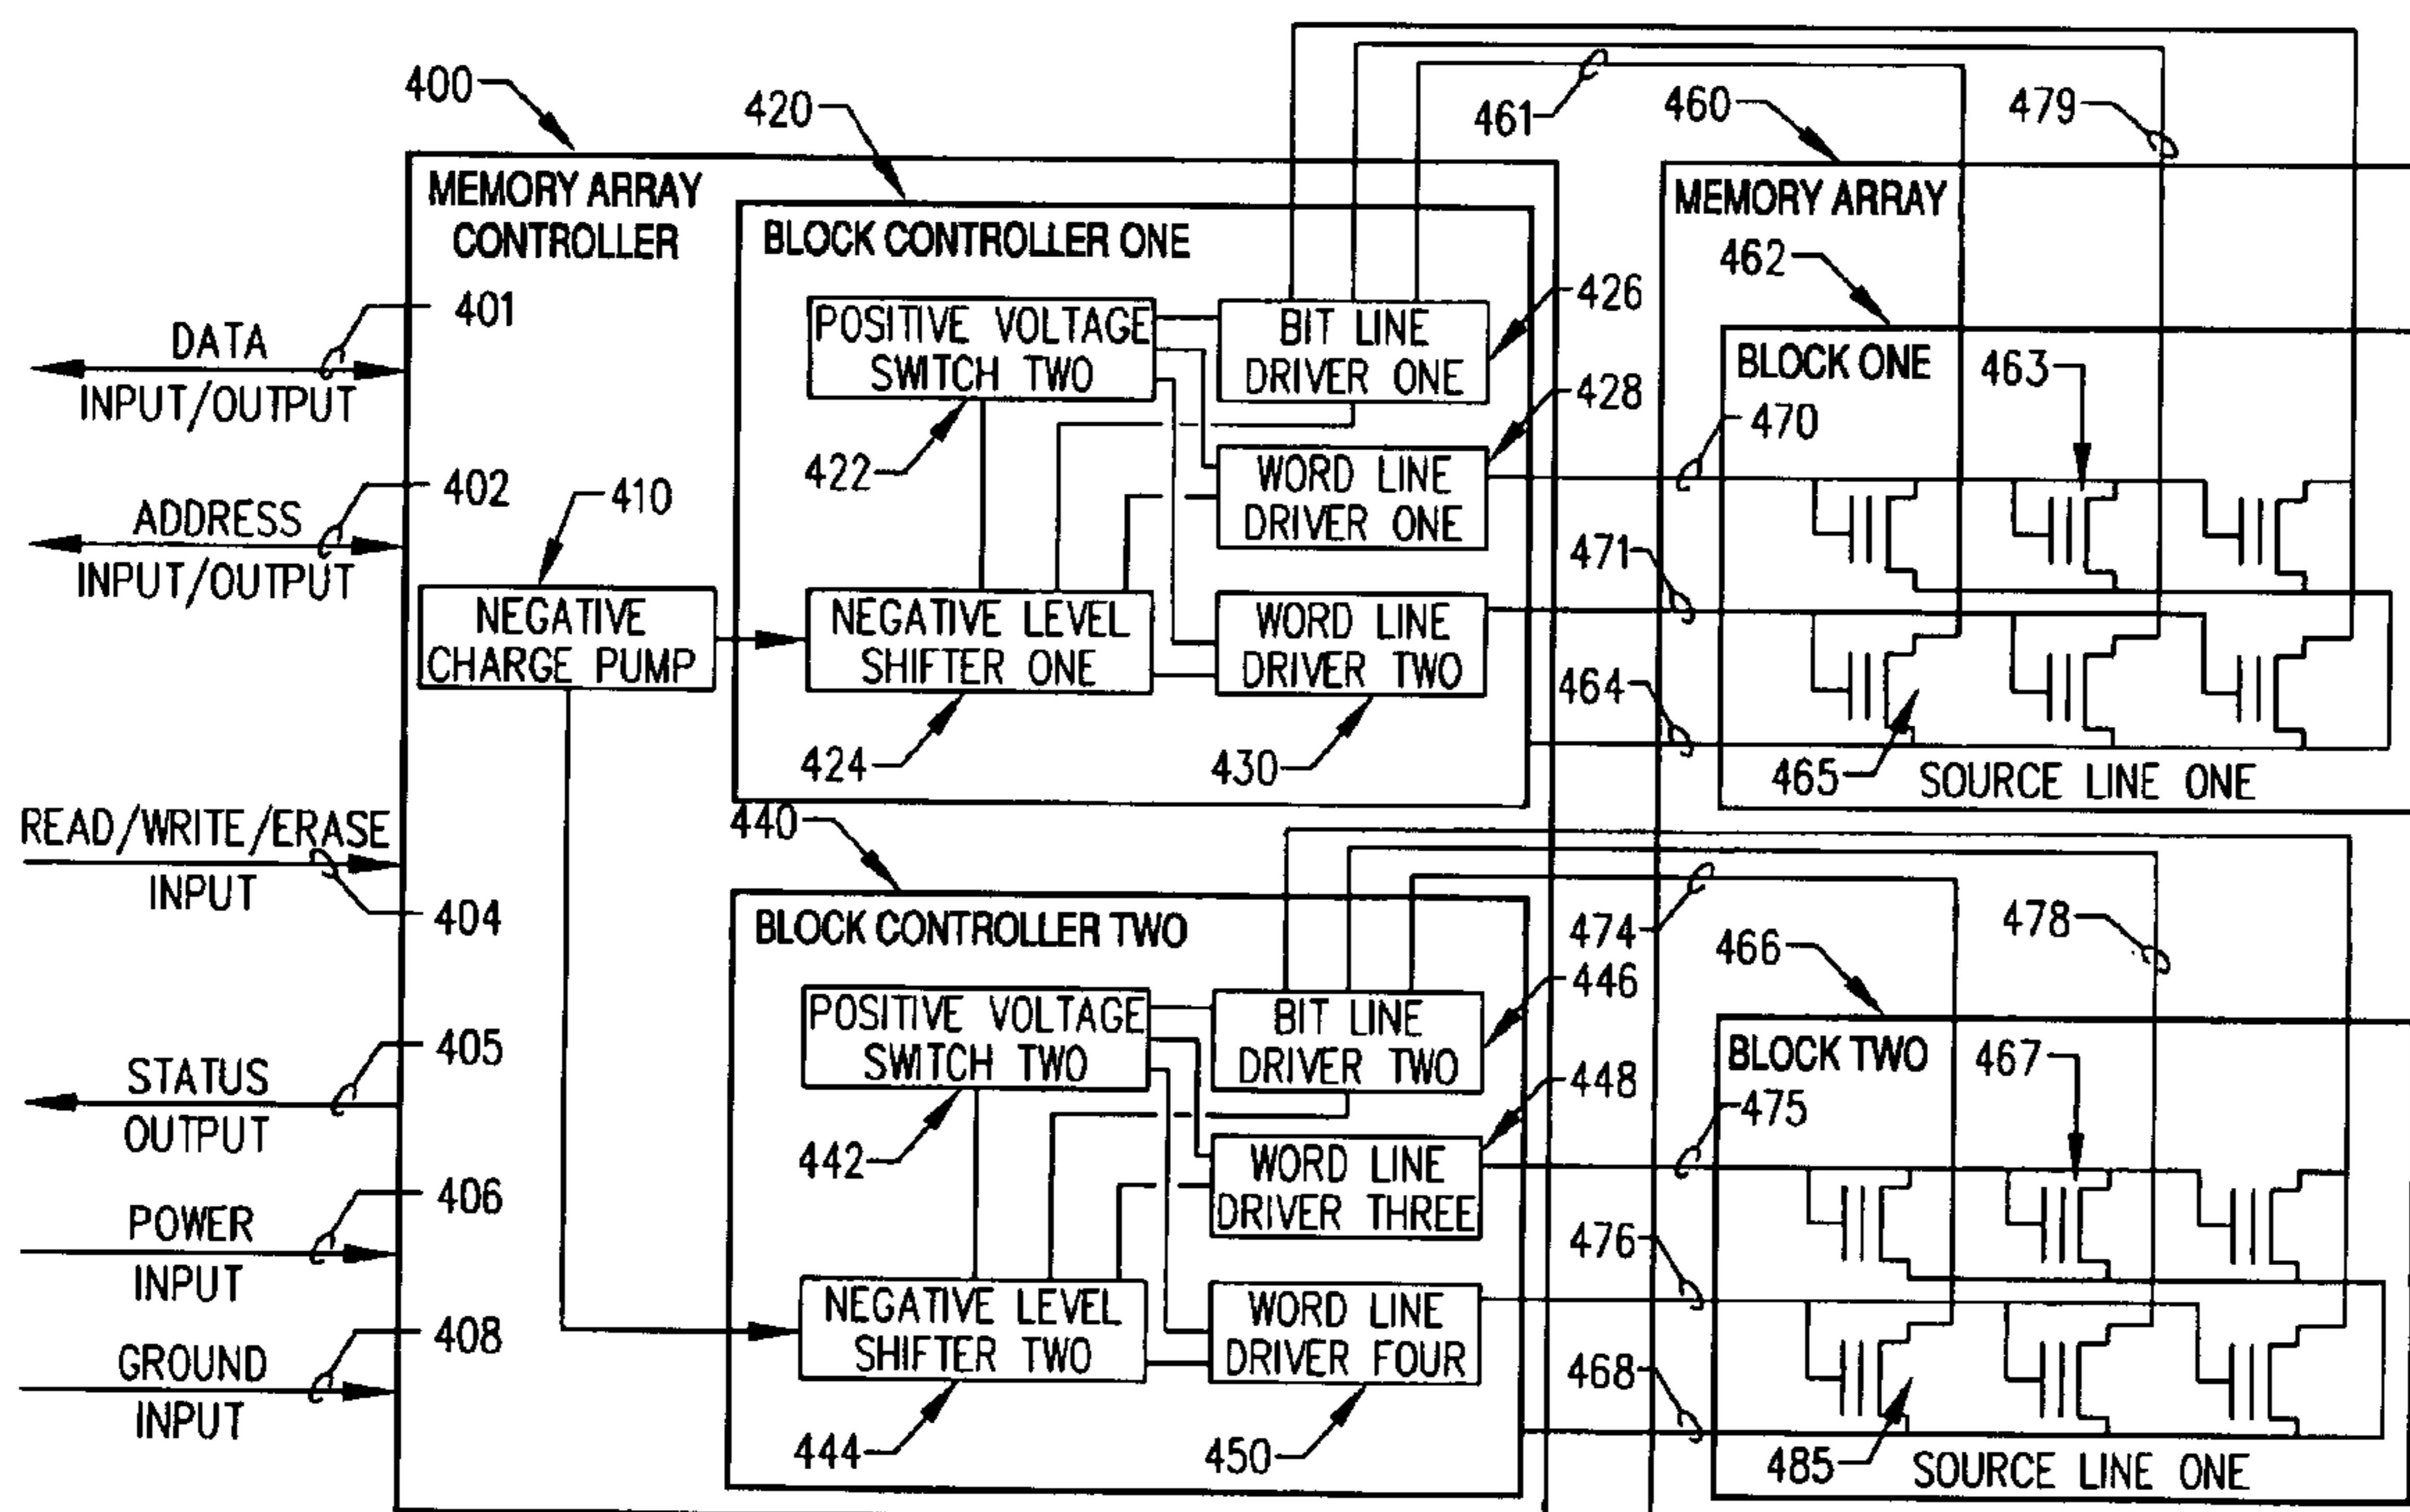 400
420
461
460
479
MEMORY ARRAY
CONTROLLER
BLOCK CONTROLLER ONE
MEMORY ARRAY
462
401
DATA
INPUT/OUTPUT
POSITIVE VOLTAGE
SWITCH TWO
BIT LINE
DRIVER ONE
426
BLOCK ONE
463
428
470
422
402
410
ADDRESS
INPUT/OUTPUT
WORD LINE
DRIVER ONE
471
NEGATIVE
CHARGE PUMP
NEGATIVE LEVEL
SHIFTER ONE
WORD LINE
DRIVER TWO
464
424
430
465
SOURCE LINE ONE
READ/WRITE/ERASE
INPUT
404
440
BLOCK CONTROLLER TWO
474
466
478
446
POSITIVE VOLTAGE
SWITCH TWO
BIT LINE
DRIVER TWO
BLOCK TWO
467
405
STATUS
OUTPUT
448
475
442
WORD LINE
DRIVER THREE
406
POWER
INPUT
476
NEGATIVE LEVEL
SHIFTER TWO
WORD LINE
DRIVER FOUR
408
GROUND
INPUT
468
444
450
485
SOURCE LINE ONE